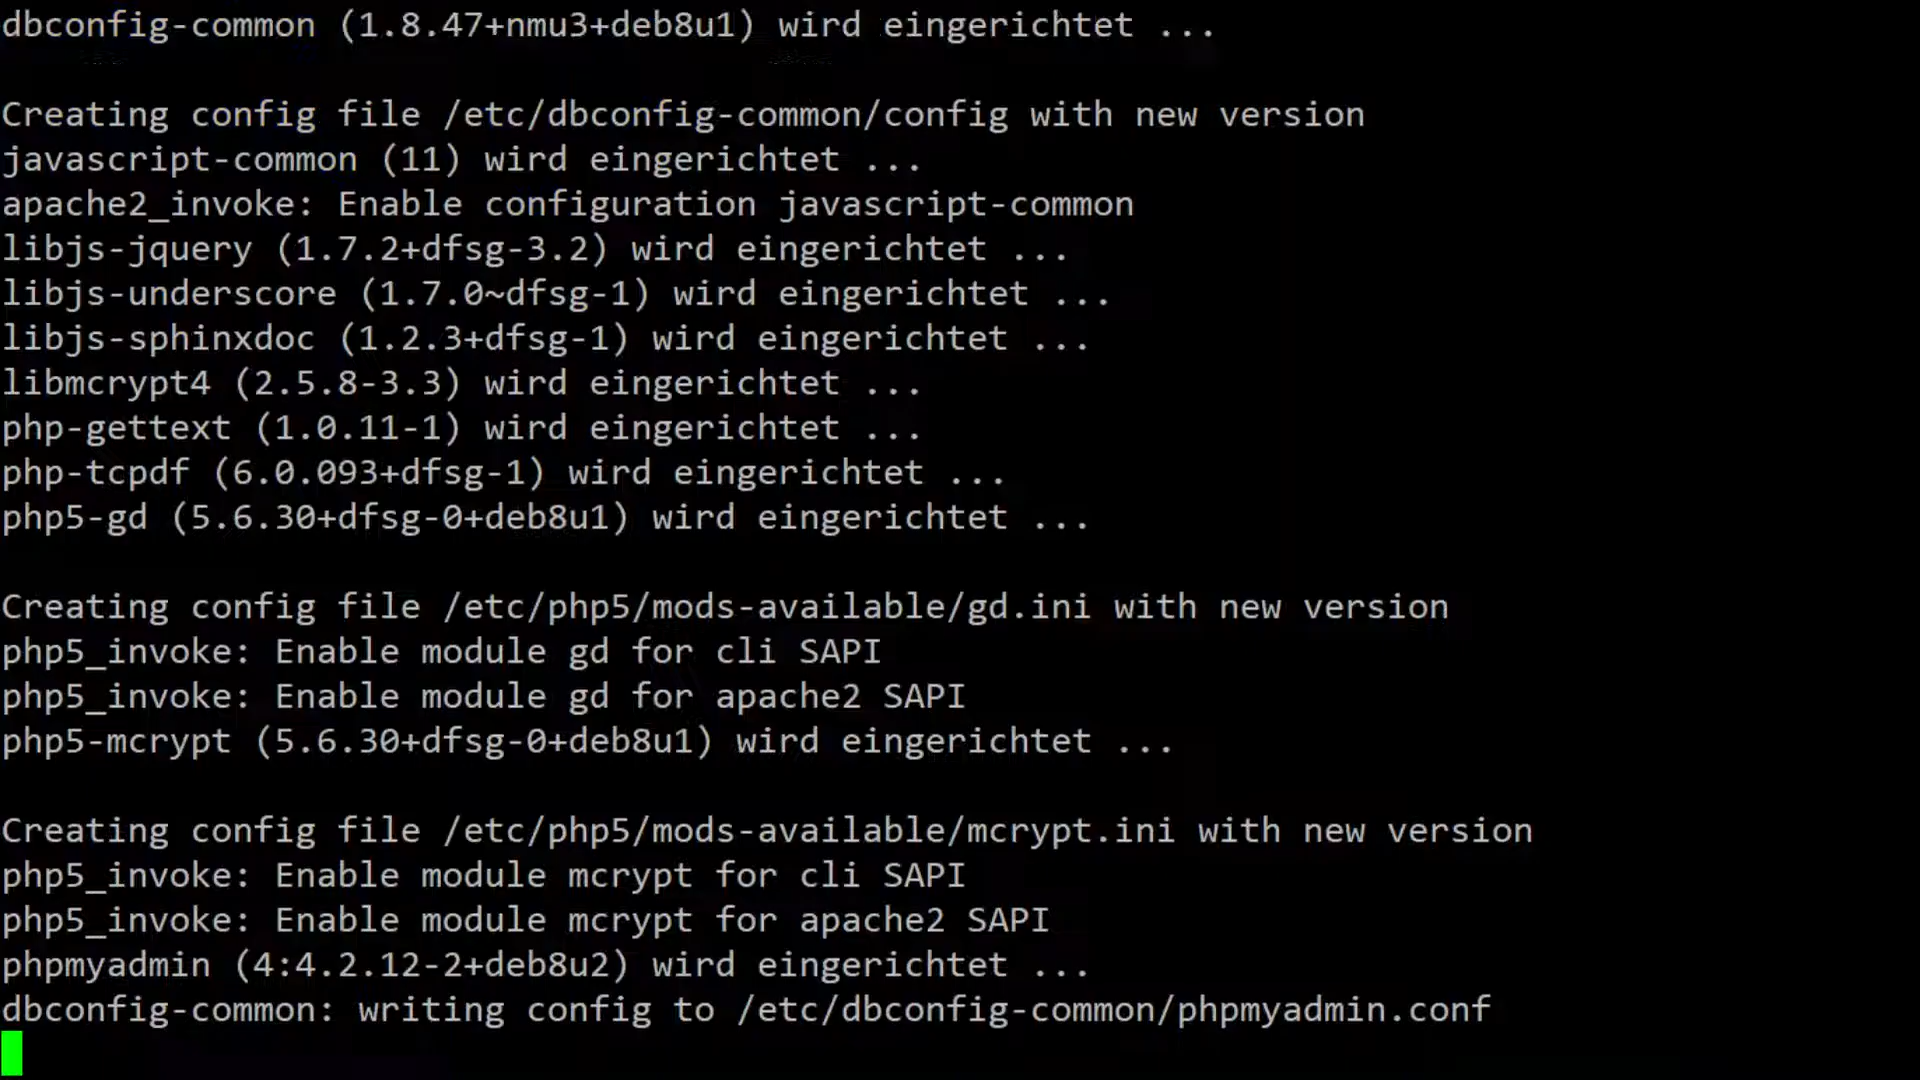 dbconfig-common (1.8.47+nmu3+deb8u1) wird eingerichtet ...
Creating config file /etc/dbconfig-common/config with new version
javascript-common (11) wird eingerichtet ...
apache2_invoke: Enable configuration javascript-common
libjs-jquery (1.7.2+dfsg-3.2) wird eingerichtet ...
libjs-underscore (1.7.0~dfsg-1) wird eingerichtet ...
libjs-sphinxdoc (1.2.3+dfsg-1) wird eingerichtet ...
libmcrypt4 (2.5.8-3.3) wird eingerichtet ...
php-gettext (1.0.11-1) wird eingerichtet ...
php-tcpdf (6.0.093+dfsg-1) wird eingerichtet ...
php5-gd (5.6.30+dfsg-0+deb8u1) wird eingerichtet ...
Creating config file /etc/php5/mods-available/gd.ini with new version
php5_invoke: Enable module gd for cli SAPI
php5_invoke: Enable module gd for apache2 SAPI
php5-mcrypt (5.6.30+dfsg-0+deb8u1) wird eingerichtet ...
Creating config file /etc/php5/mods-available/mcrypt.ini with new version
php5_invoke: Enable module mcrypt for cli SAPI
php5_invoke: Enable module mcrypt for apache2 SAPI
phpmyadmin (4:4.2.12-2+deb8u2) wird eingerichtet ...
dbconfig-common: writing config to /etc/dbconfig-common/phpmyadmin.conf